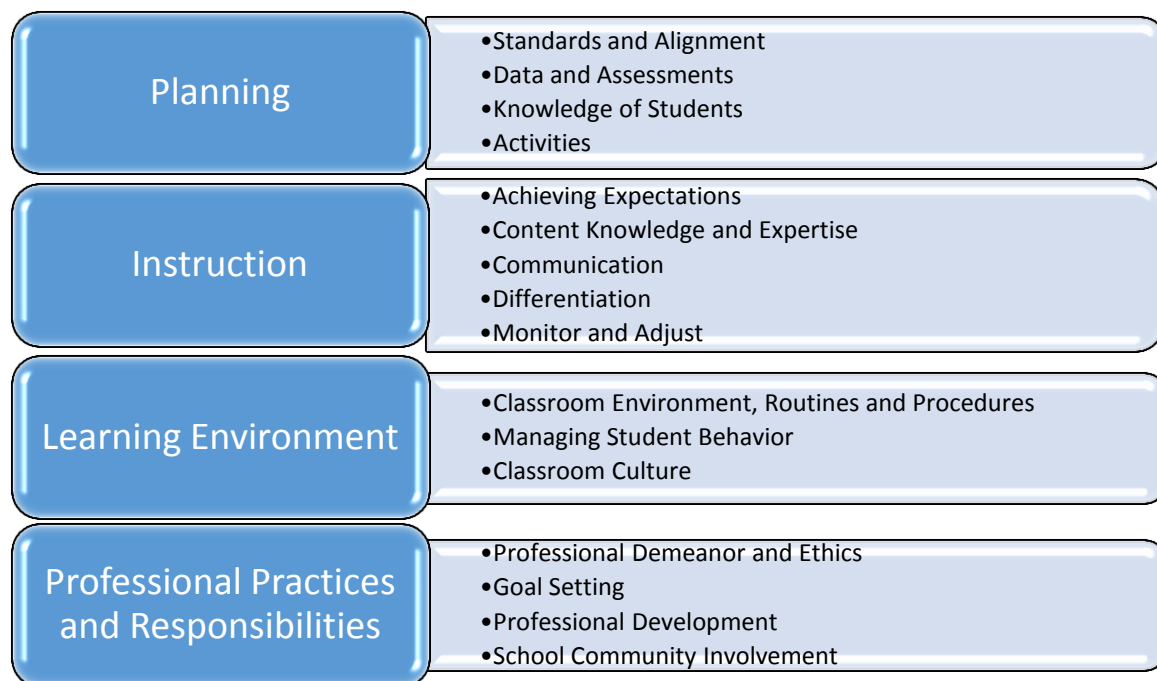 Planning
•Standards and Alignment
•Data and Assessments
•Knowledge of Students
•Activities
Instruction
•Achieving Expectations
•Content Knowledge and Expertise
•Communication
•Differentiation
•Monitor and Adjust
Learning Environment
•Classroom Environment, Routines and Procedures
•Managing Student Behavior
•Classroom Culture
Professional Practices
and Responsibilities
•Professional Demeanor and Ethics
•Goal Setting
•Professional Development
•School Community Involvement